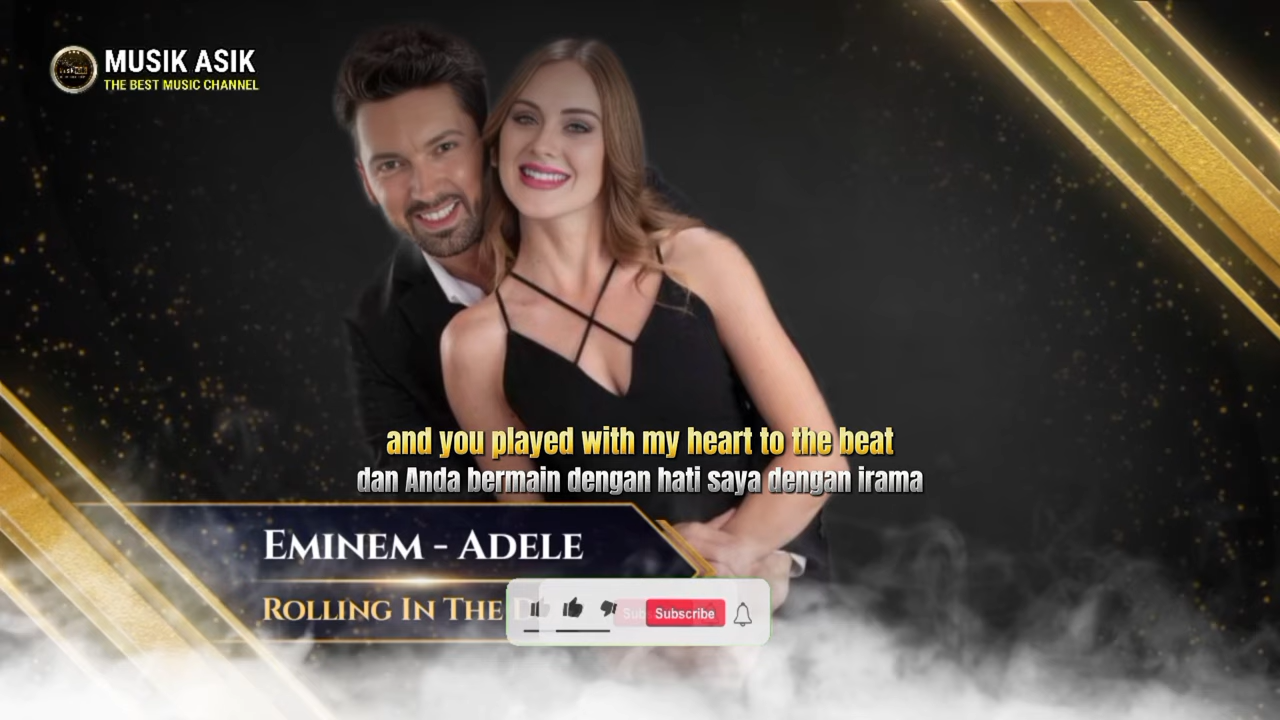 MUSIK ASIK
THE BEST MUSIC CHANNEL
and you played with my heart to the beat
dan Anda bermain dengan hati saya dengan irama
EMINEM - ADELE
ROLLING IN THE D
Subscribe